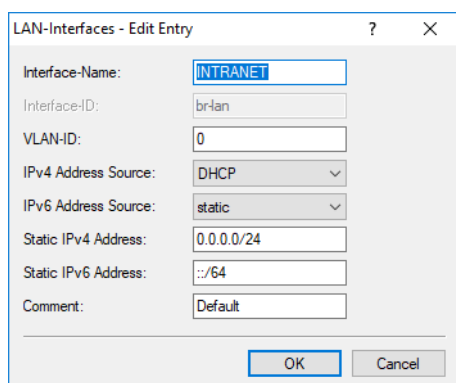 LAN-Interfaces - Edit Entry ? X
Interface-Name: INTRANET
Interface-ID: br-lan
VLAN-ID: 0
IPv4 Address Source: DHCP
IPv6 Address Source: static
Static IPv4 Address: 0.0.0.0/24
Static IPv6 Address: ::/64
Comment: Default
OK Cancel